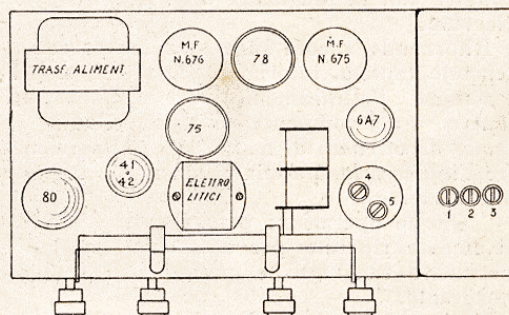 TRASF. ALIMENT.
M.F
N.676
78
M.F
N 675
75
6A7
41
42
80
ELETTRO
LITICI
4
5
1 2 3